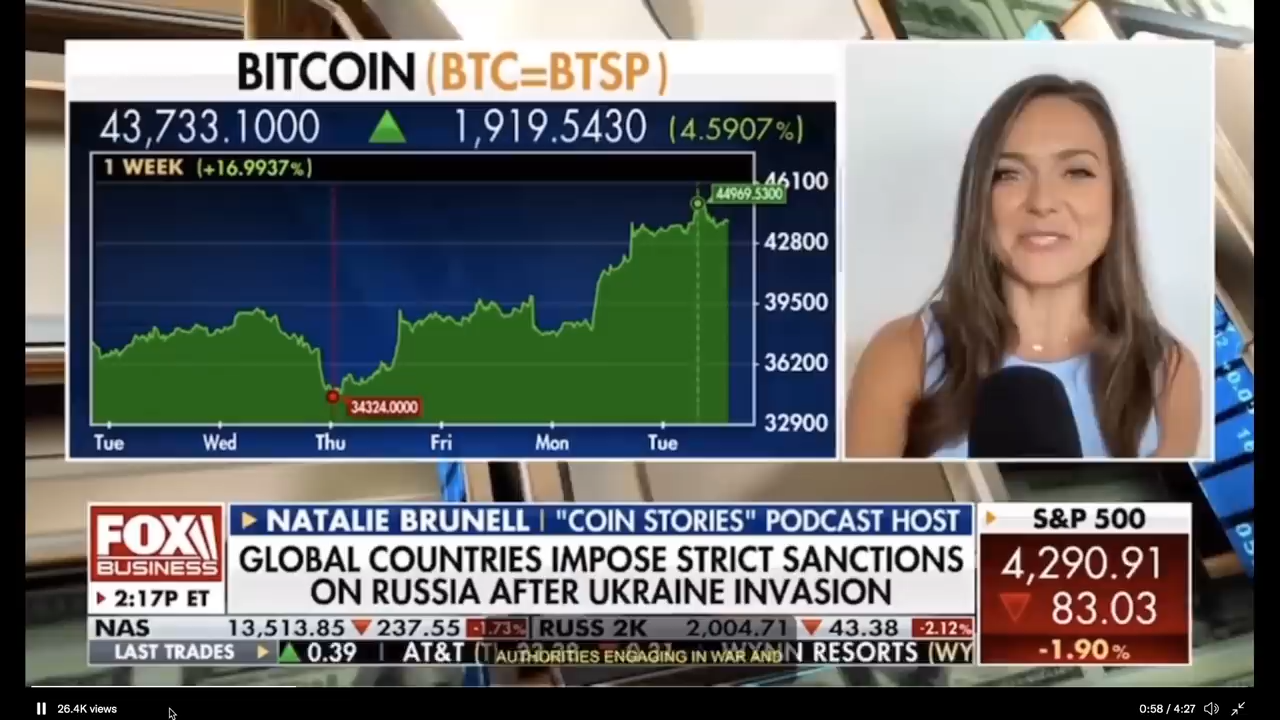 BITCOIN (BTC=BTSP)
43,733.1000 ▲ 1,919.5430 (4.5907%)
1 WEEK (+16.9937%)
46100
44969.5300
42800
39500
36200
34324.0000
32900
Tue Wed Thu Fri Mon Tue
FOX BUSINESS
2:17P ET
NATALIE BRUNELL | "COIN STORIES" PODCAST HOST
GLOBAL COUNTRIES IMPOSE STRICT SANCTIONS
ON RUSSIA AFTER UKRAINE INVASION
S&P 500
4,290.91
▼ 83.03
-1.90%
NAS 13,513.85 ▼ 237.55 -1.73% RUSS 2K 2,004.71 ▼ 43.38 -2.12%
LAST TRADES ▲ 0.39 | AT&T (T) WYNN RESORTS (WY
AUTHORITIES ENGAGING IN WAR AND
26.4K views
0:58 / 4:27